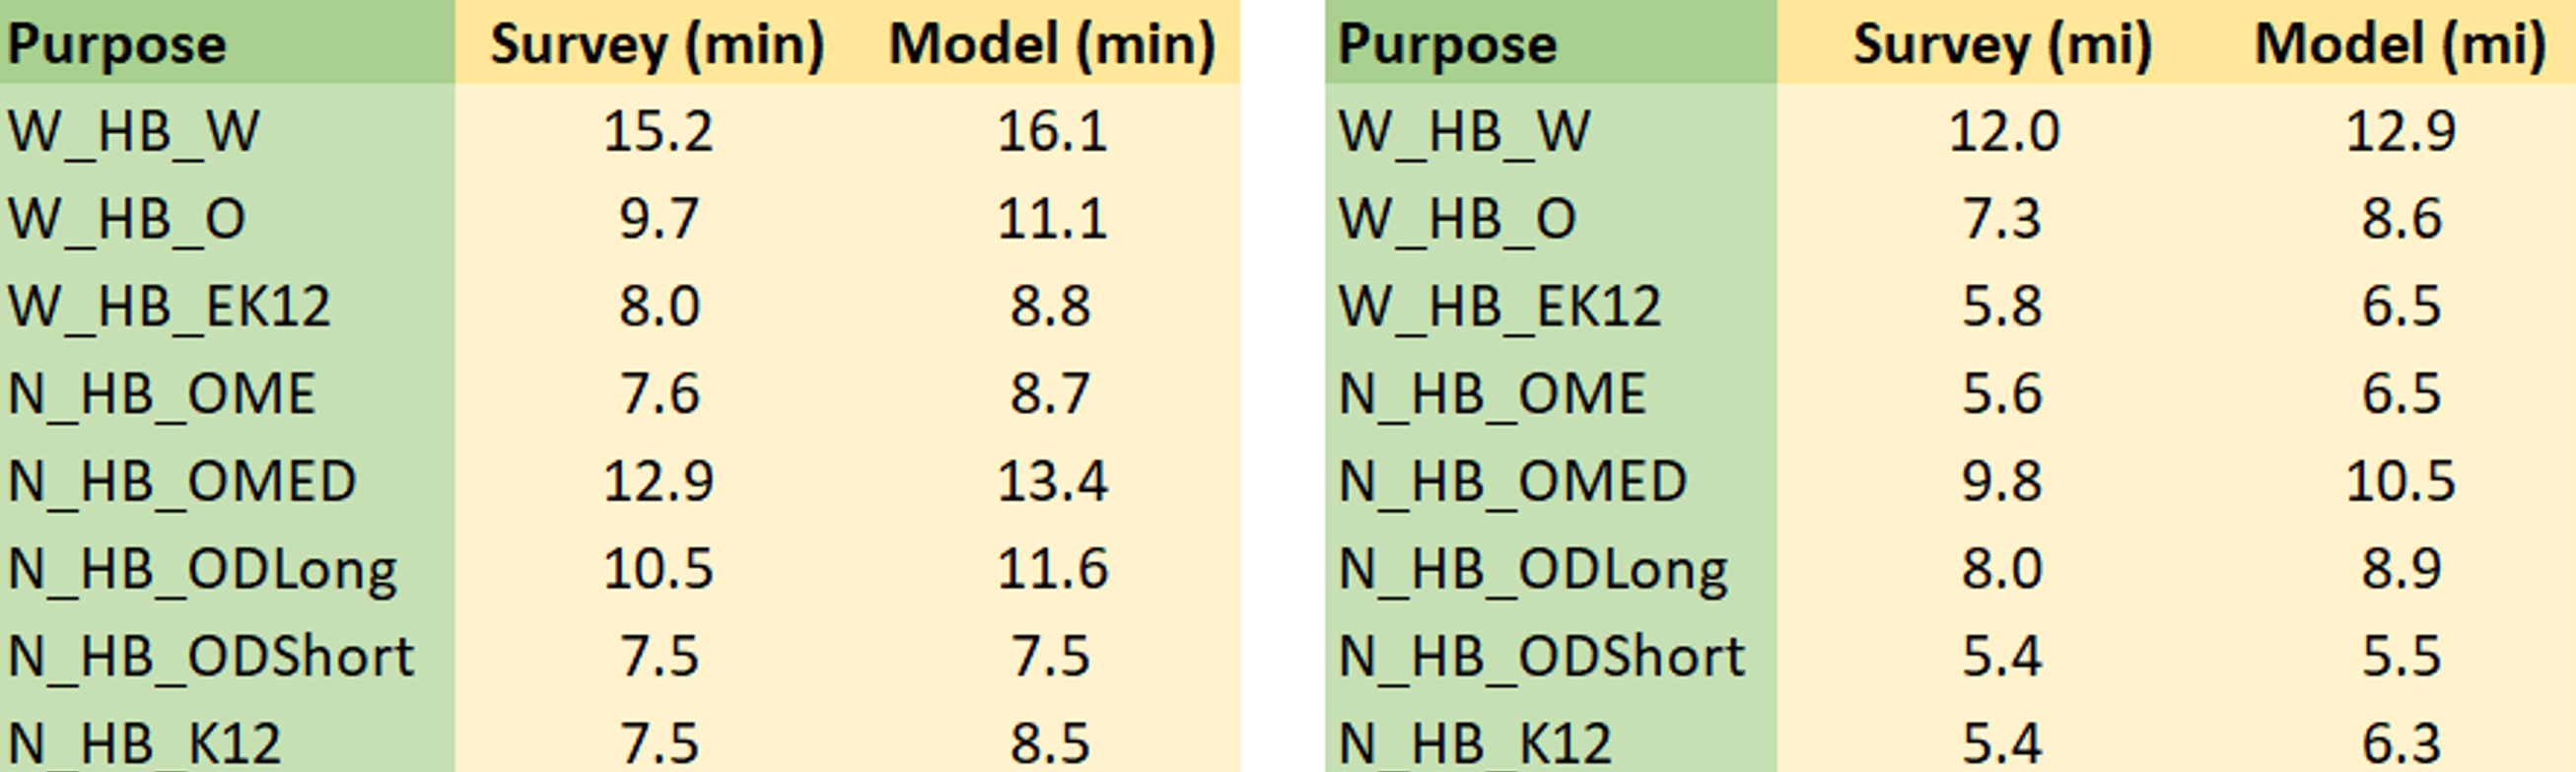 Purpose Survey (min) Model (min)
W_HB_W 15.2 16.1
W_HB_O 9.7 11.1
W_HB_EK12 8.0 8.8
N_HB_OME 7.6 8.7
N_HB_OMED 12.9 13.4
N_HB_ODLong 10.5 11.6
N_HB_ODShort 7.5 7.5
N_HB_K12 7.5 8.5
Purpose Survey (mi) Model (mi)
W_HB_W 12.0 12.9
W_HB_O 7.3 8.6
W_HB_EK12 5.8 6.5
N_HB_OME 5.6 6.5
N_HB_OMED 9.8 10.5
N_HB_ODLong 8.0 8.9
N_HB_ODShort 5.4 5.5
N_HB_K12 5.4 6.3